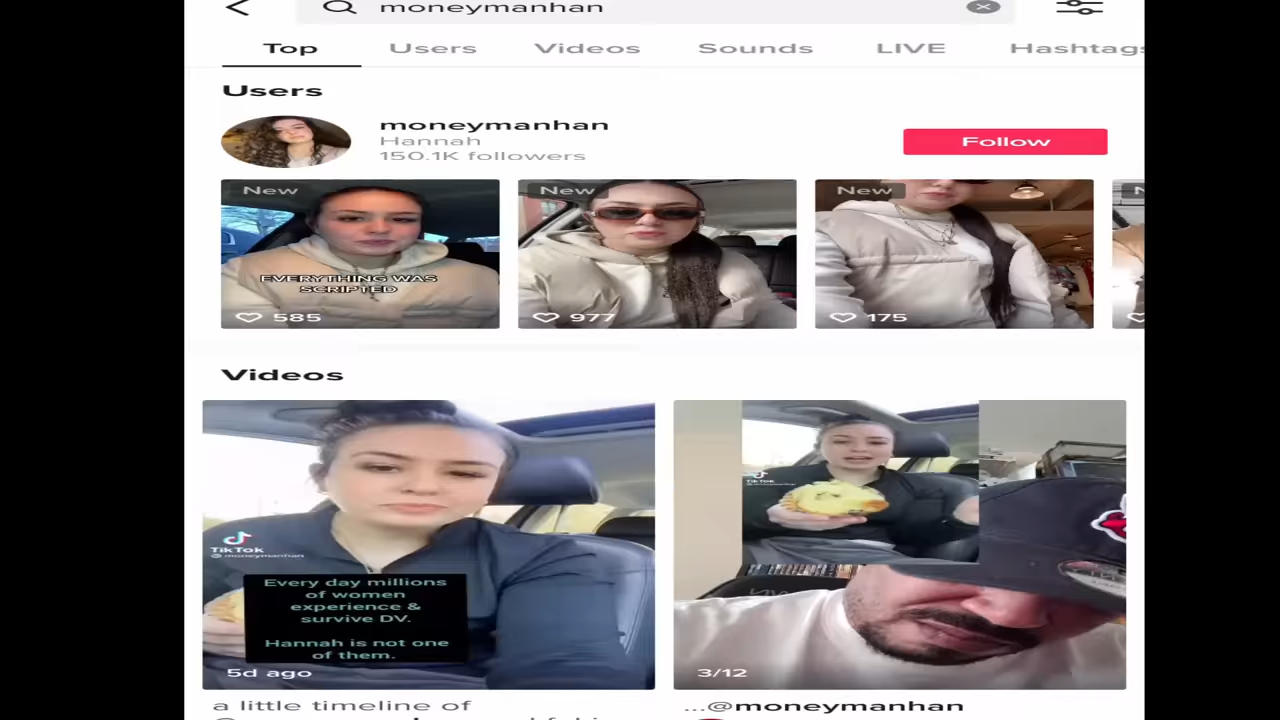 moneymanhan
Top Users Videos Sounds LIVE Hashtags
Users
moneymanhan
Hannah
150.1K followers
Follow
New
New
New
EVERYTHING WAS
SCRIPTED
585
977
175
Videos
TikTok
@moneymanhan
Every day millions
of women
experience &
survive DV.
Hannah is not one
of them.
5d ago
TikTok
3/12
a little timeline of
...@moneymanhan